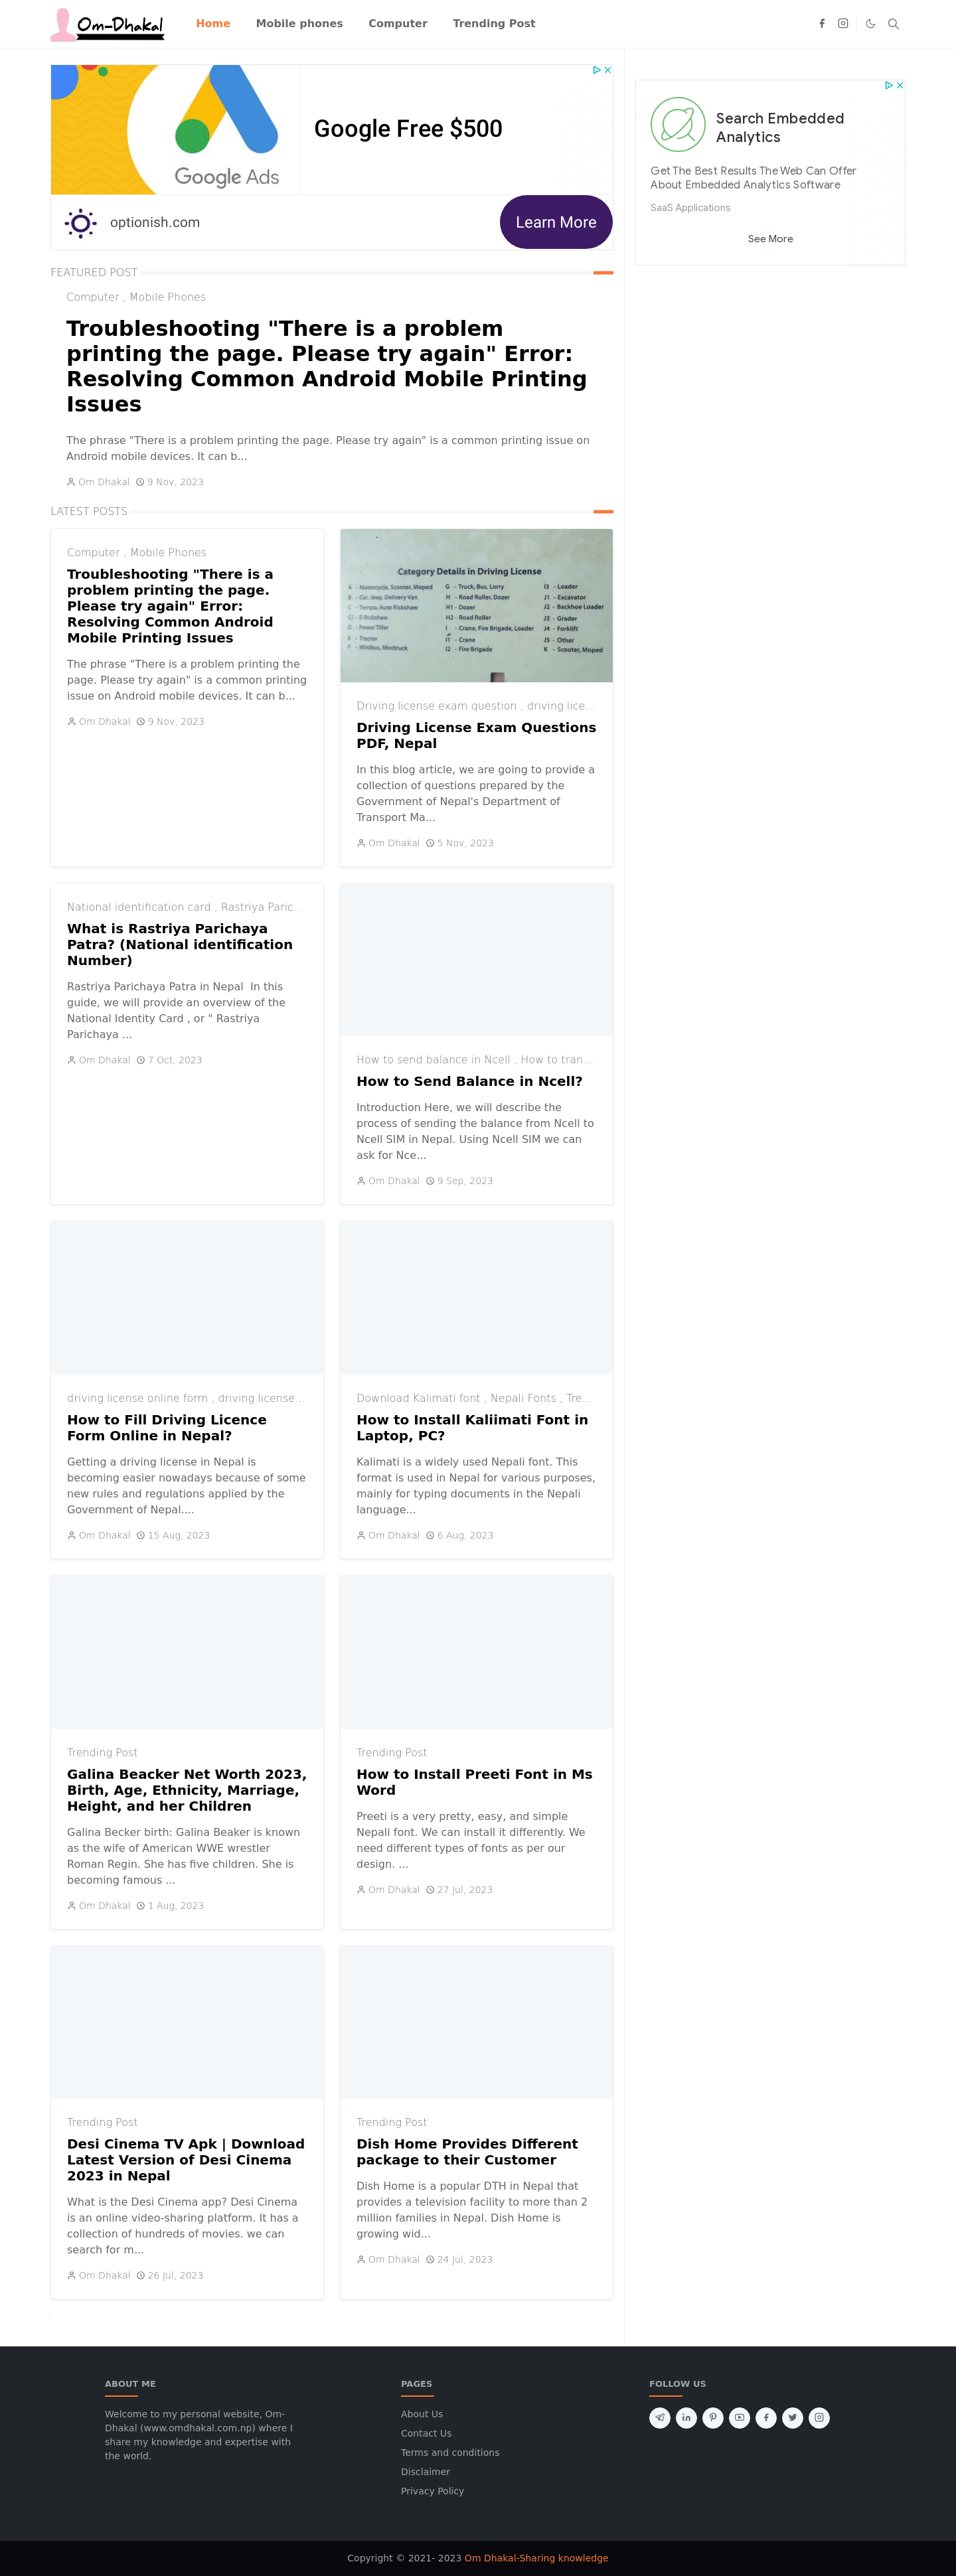 Om-Dhakal
Home
Mobile phones
Computer
Trending Post
Google Ads
Google Free $500
optionish.com
Learn More
Search Embedded
Analytics
Get The Best Results The Web Can Offer
About Embedded Analytics Software
SaaS Applications
See More
FEATURED POST
Computer , Mobile Phones
Troubleshooting "There is a problem
printing the page. Please try again" Error:
Resolving Common Android Mobile Printing
Issues
The phrase "There is a problem printing the page. Please try again" is a common printing issue on
Android mobile devices. It can b...
Om Dhakal 9 Nov, 2023
LATEST POSTS
Computer , Mobile Phones
Troubleshooting "There is a
problem printing the page.
Please try again" Error:
Resolving Common Android
Mobile Printing Issues
The phrase "There is a problem printing the
page. Please try again" is a common printing
issue on Android mobile devices. It can b...
Om Dhakal 9 Nov, 2023
Category Details in Driving License
A - Motorcycle, Scooter, Moped
B - Car, Jeep, Delivery Van
C - Tempo, Auto Rickshaw
C1 - E-Rickshaw
D - Power Tiller
E - Tractor
F - Minibus, Minitruck
G - Truck, Bus, Lorry
H - Road Roller, Dozer
H1 - Dozer
H2 - Road Roller
I - Crane, Fire Brigade, Loader
I1 - Crane
I2 - Fire Brigade
I3 - Loader
J1 - Excavator
J2 - Backhoe Loader
J3 - Grader
J4 - Forklift
J5 - Other
K - Scooter, Moped
Driving license exam question , driving lice...
Driving License Exam Questions
PDF, Nepal
In this blog article, we are going to provide a
collection of questions prepared by the
Government of Nepal's Department of
Transport Ma...
Om Dhakal 5 Nov, 2023
National identification card , Rastriya Paric...
What is Rastriya Parichaya
Patra? (National identification
Number)
Rastriya Parichaya Patra in Nepal  In this
guide, we will provide an overview of the
National Identity Card , or " Rastriya
Parichaya ...
Om Dhakal 7 Oct, 2023
How to send balance in Ncell , How to tran...
How to Send Balance in Ncell?
Introduction Here, we will describe the
process of sending the balance from Ncell to
Ncell SIM in Nepal. Using Ncell SIM we can
ask for Nce...
Om Dhakal 9 Sep, 2023
driving license online form , driving license...
How to Fill Driving Licence
Form Online in Nepal?
Getting a driving license in Nepal is
becoming easier nowadays because of some
new rules and regulations applied by the
Government of Nepal....
Om Dhakal 15 Aug, 2023
Download Kalimati font , Nepali Fonts , Tre...
How to Install Kaliimati Font in
Laptop, PC?
Kalimati is a widely used Nepali font. This
format is used in Nepal for various purposes,
mainly for typing documents in the Nepali
language...
Om Dhakal 6 Aug, 2023
Trending Post
Galina Beacker Net Worth 2023,
Birth, Age, Ethnicity, Marriage,
Height, and her Children
Galina Becker birth: Galina Beaker is known
as the wife of American WWE wrestler
Roman Regin. She has five children. She is
becoming famous ...
Om Dhakal 1 Aug, 2023
Trending Post
How to Install Preeti Font in Ms
Word
Preeti is a very pretty, easy, and simple
Nepali font. We can install it differently. We
need different types of fonts as per our
design. ...
Om Dhakal 27 Jul, 2023
Trending Post
Desi Cinema TV Apk | Download
Latest Version of Desi Cinema
2023 in Nepal
What is the Desi Cinema app? Desi Cinema
is an online video-sharing platform. It has a
collection of hundreds of movies. we can
search for m...
Om Dhakal 26 Jul, 2023
Trending Post
Dish Home Provides Different
package to their Customer
Dish Home is a popular DTH in Nepal that
provides a television facility to more than 2
million families in Nepal. Dish Home is
growing wid...
Om Dhakal 24 Jul, 2023
ABOUT ME
Welcome to my personal website, Om-
Dhakal (www.omdhakal.com.np) where I
share my knowledge and expertise with
the world.
PAGES
About Us
Contact Us
Terms and conditions
Disclaimer
Privacy Policy
FOLLOW US
Copyright © 2021- 2023 Om Dhakal-Sharing knowledge